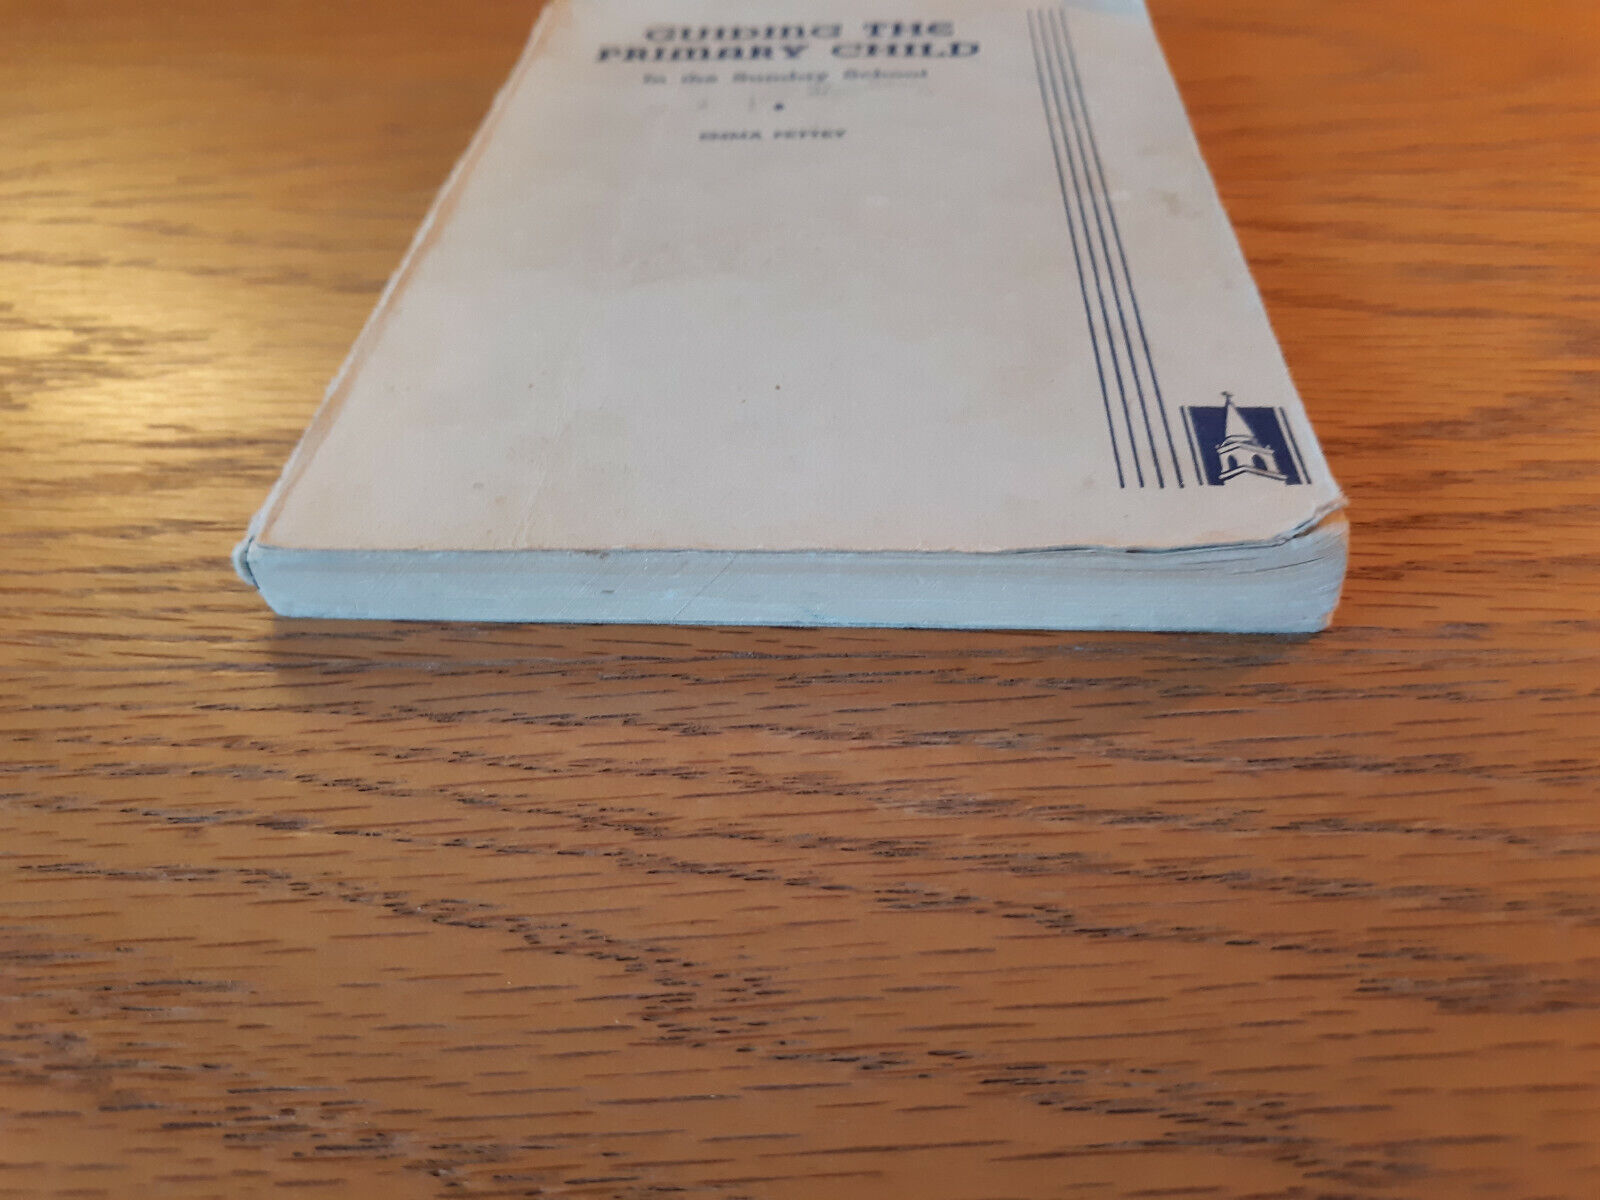 GUIDING THE
PRIMARY CHILD
In the Sunday School
EMMA PETTEY